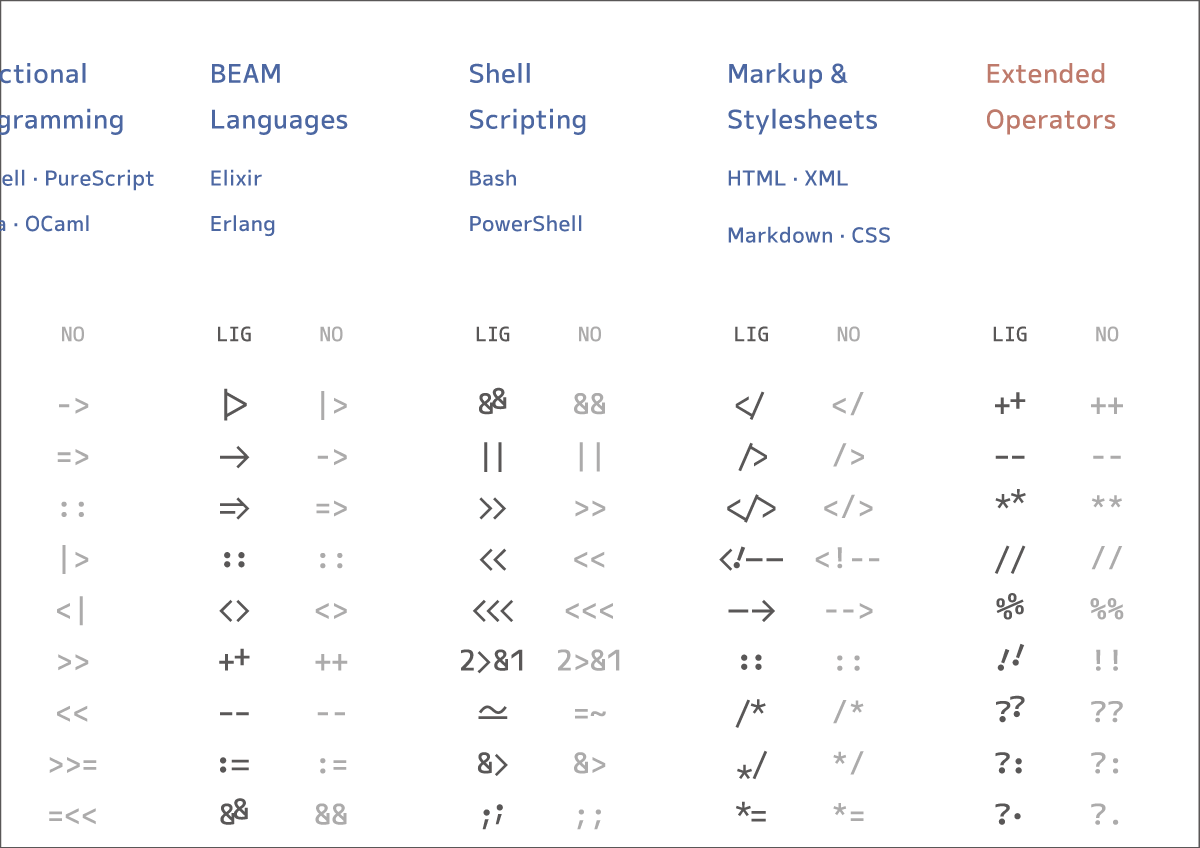 ctional BEAM Shell Markup & Extended
gramming Languages Scripting Stylesheets Operators
ell · PureScript Elixir Bash HTML · XML
a · OCaml Erlang PowerShell Markdown · CSS
NO LIG NO LIG NO LIG NO LIG NO
-> |> |> && && </ </ ++ ++
=> -> -> || || /> /> -- --
:: => => >> >> </> </> ** **
|> :: :: << << <!-- <!-- // //
<| <> <> <<< <<< --> --> %% %%
>> ++ ++ 2>&1 2>&1 :: :: !! !!
<< -- -- =~ =~ /* /* ?? ??
>>= := := &> &> */ */ ?: ?:
=<< && && ;; ;; *= *= ?. ?.